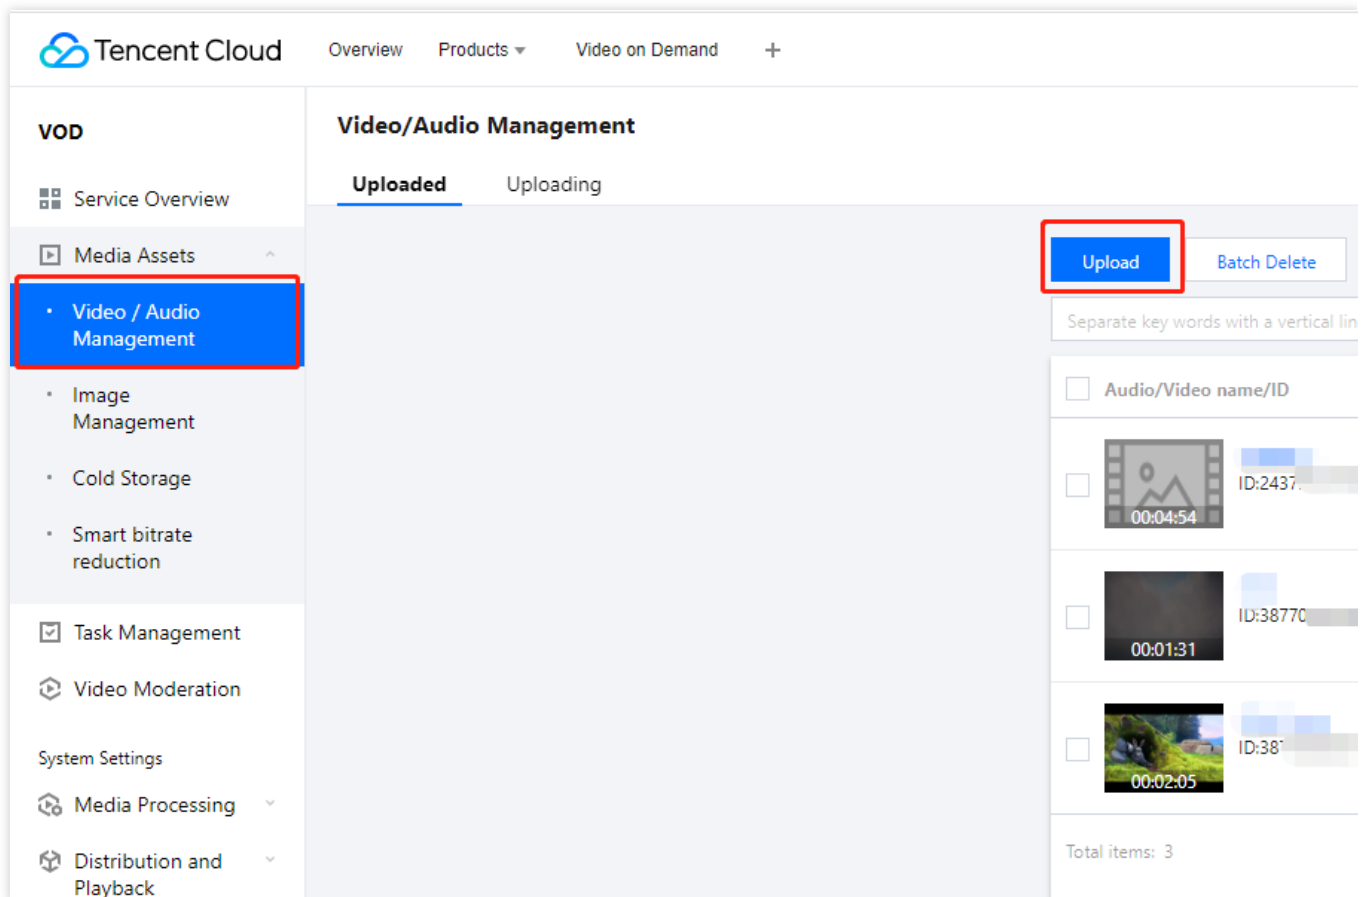 Tencent Cloud
Overview
Products
Video on Demand
VOD
Service Overview
Media Assets
Video / Audio
Management
Image
Management
Cold Storage
Smart bitrate
reduction
Task Management
Video Moderation
System Settings
Media Processing
Distribution and
Playback
Video/Audio Management
Uploaded
Uploading
Upload
Batch Delete
Separate key words with a vertical lin
Audio/Video name/ID
00:04:54
ID:2437
00:01:31
ID:38770
00:02:05
ID:38
Total items: 3